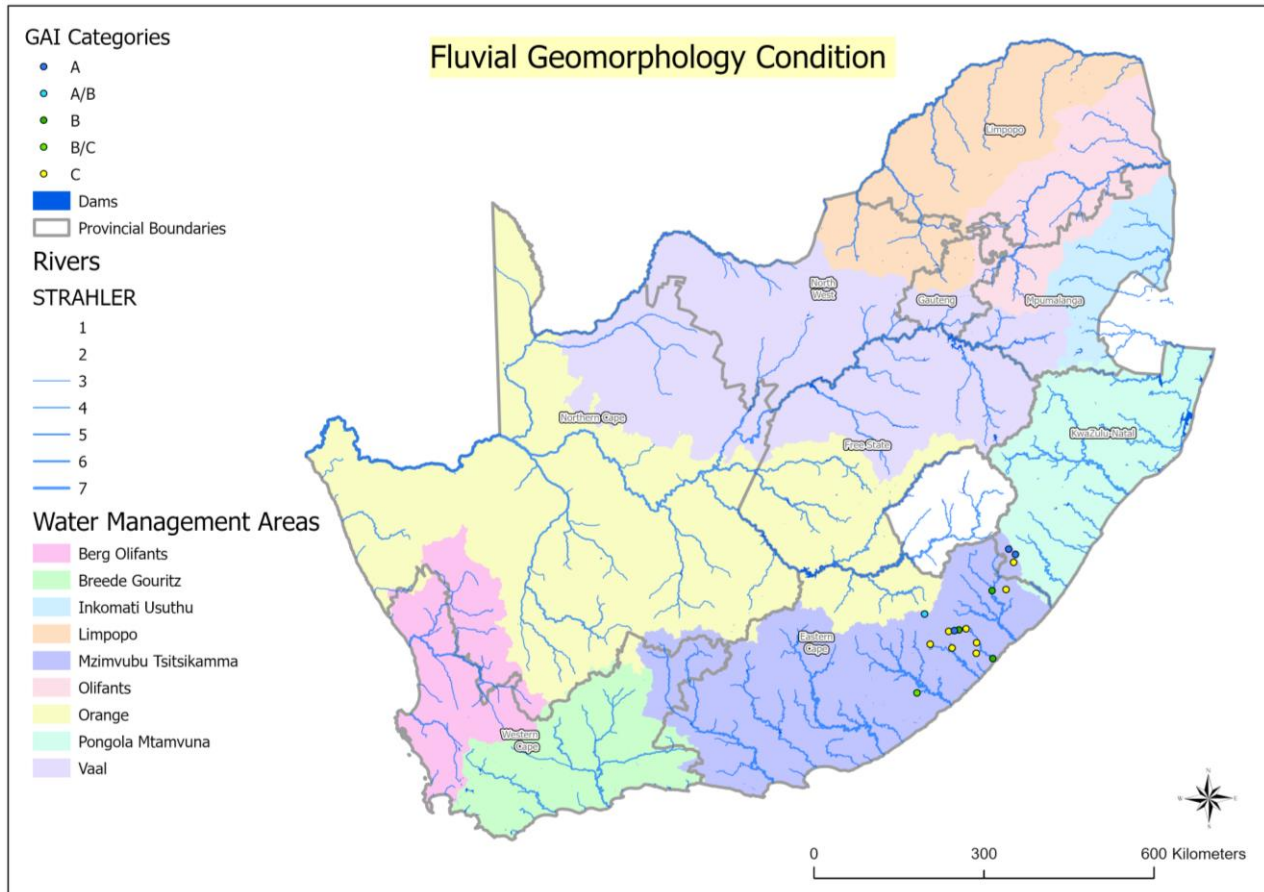 Fluvial Geomorphology Condition
GAI Categories
A
A/B
B
B/C
C
Dams
Provincial Boundaries
Rivers
STRAHLER
1
2
3
4
5
6
7
Water Management Areas
Berg Olifants
Breede Gouritz
Inkomati Usuthu
Limpopo
Mzimvubu Tsitsikamma
Olifants
Orange
Pongola Mtamvuna
Vaal
Limpopo
North
West
Gauteng
Mpumalanga
Northern Cape
Free State
KwaZulu-Natal
Eastern
Cape
Western
Cape
N
W
E
S
0
300
600 Kilometers